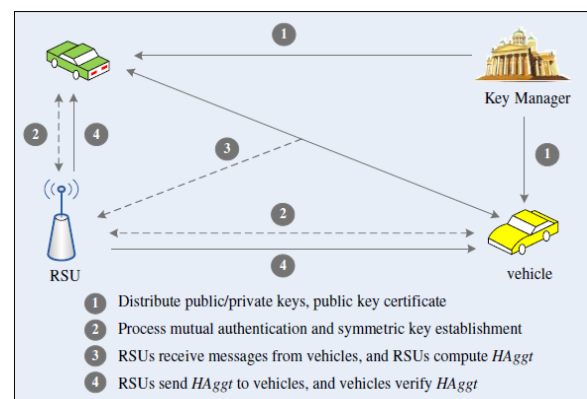 1
Key Manager
2
4
3
1
2
RSU
4
vehicle
1 Distribute public/private keys, public key certificate
2 Process mutual authentication and symmetric key establishment
3 RSUs receive messages from vehicles, and RSUs compute HAggt
4 RSUs send HAggt to vehicles, and vehicles verify HAggt